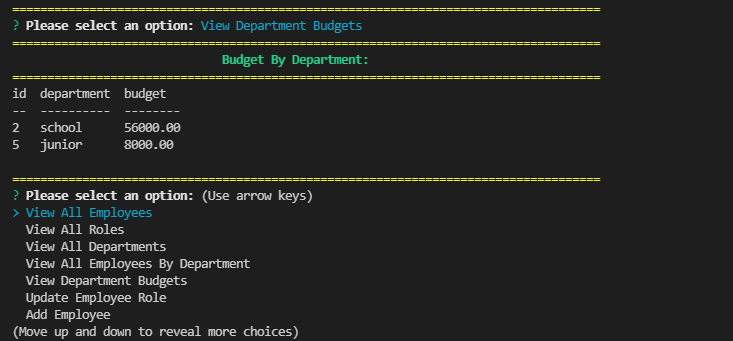 ====================================================================================
? Please select an option: View Department Budgets
====================================================================================
Budget By Department:
====================================================================================
id  department  budget
--  ----------  --------
2   school      56000.00
5   junior      8000.00
====================================================================================
? Please select an option: (Use arrow keys)
> View All Employees
View All Roles
View All Departments
View All Employees By Department
View Department Budgets
Update Employee Role
Add Employee
(Move up and down to reveal more choices)